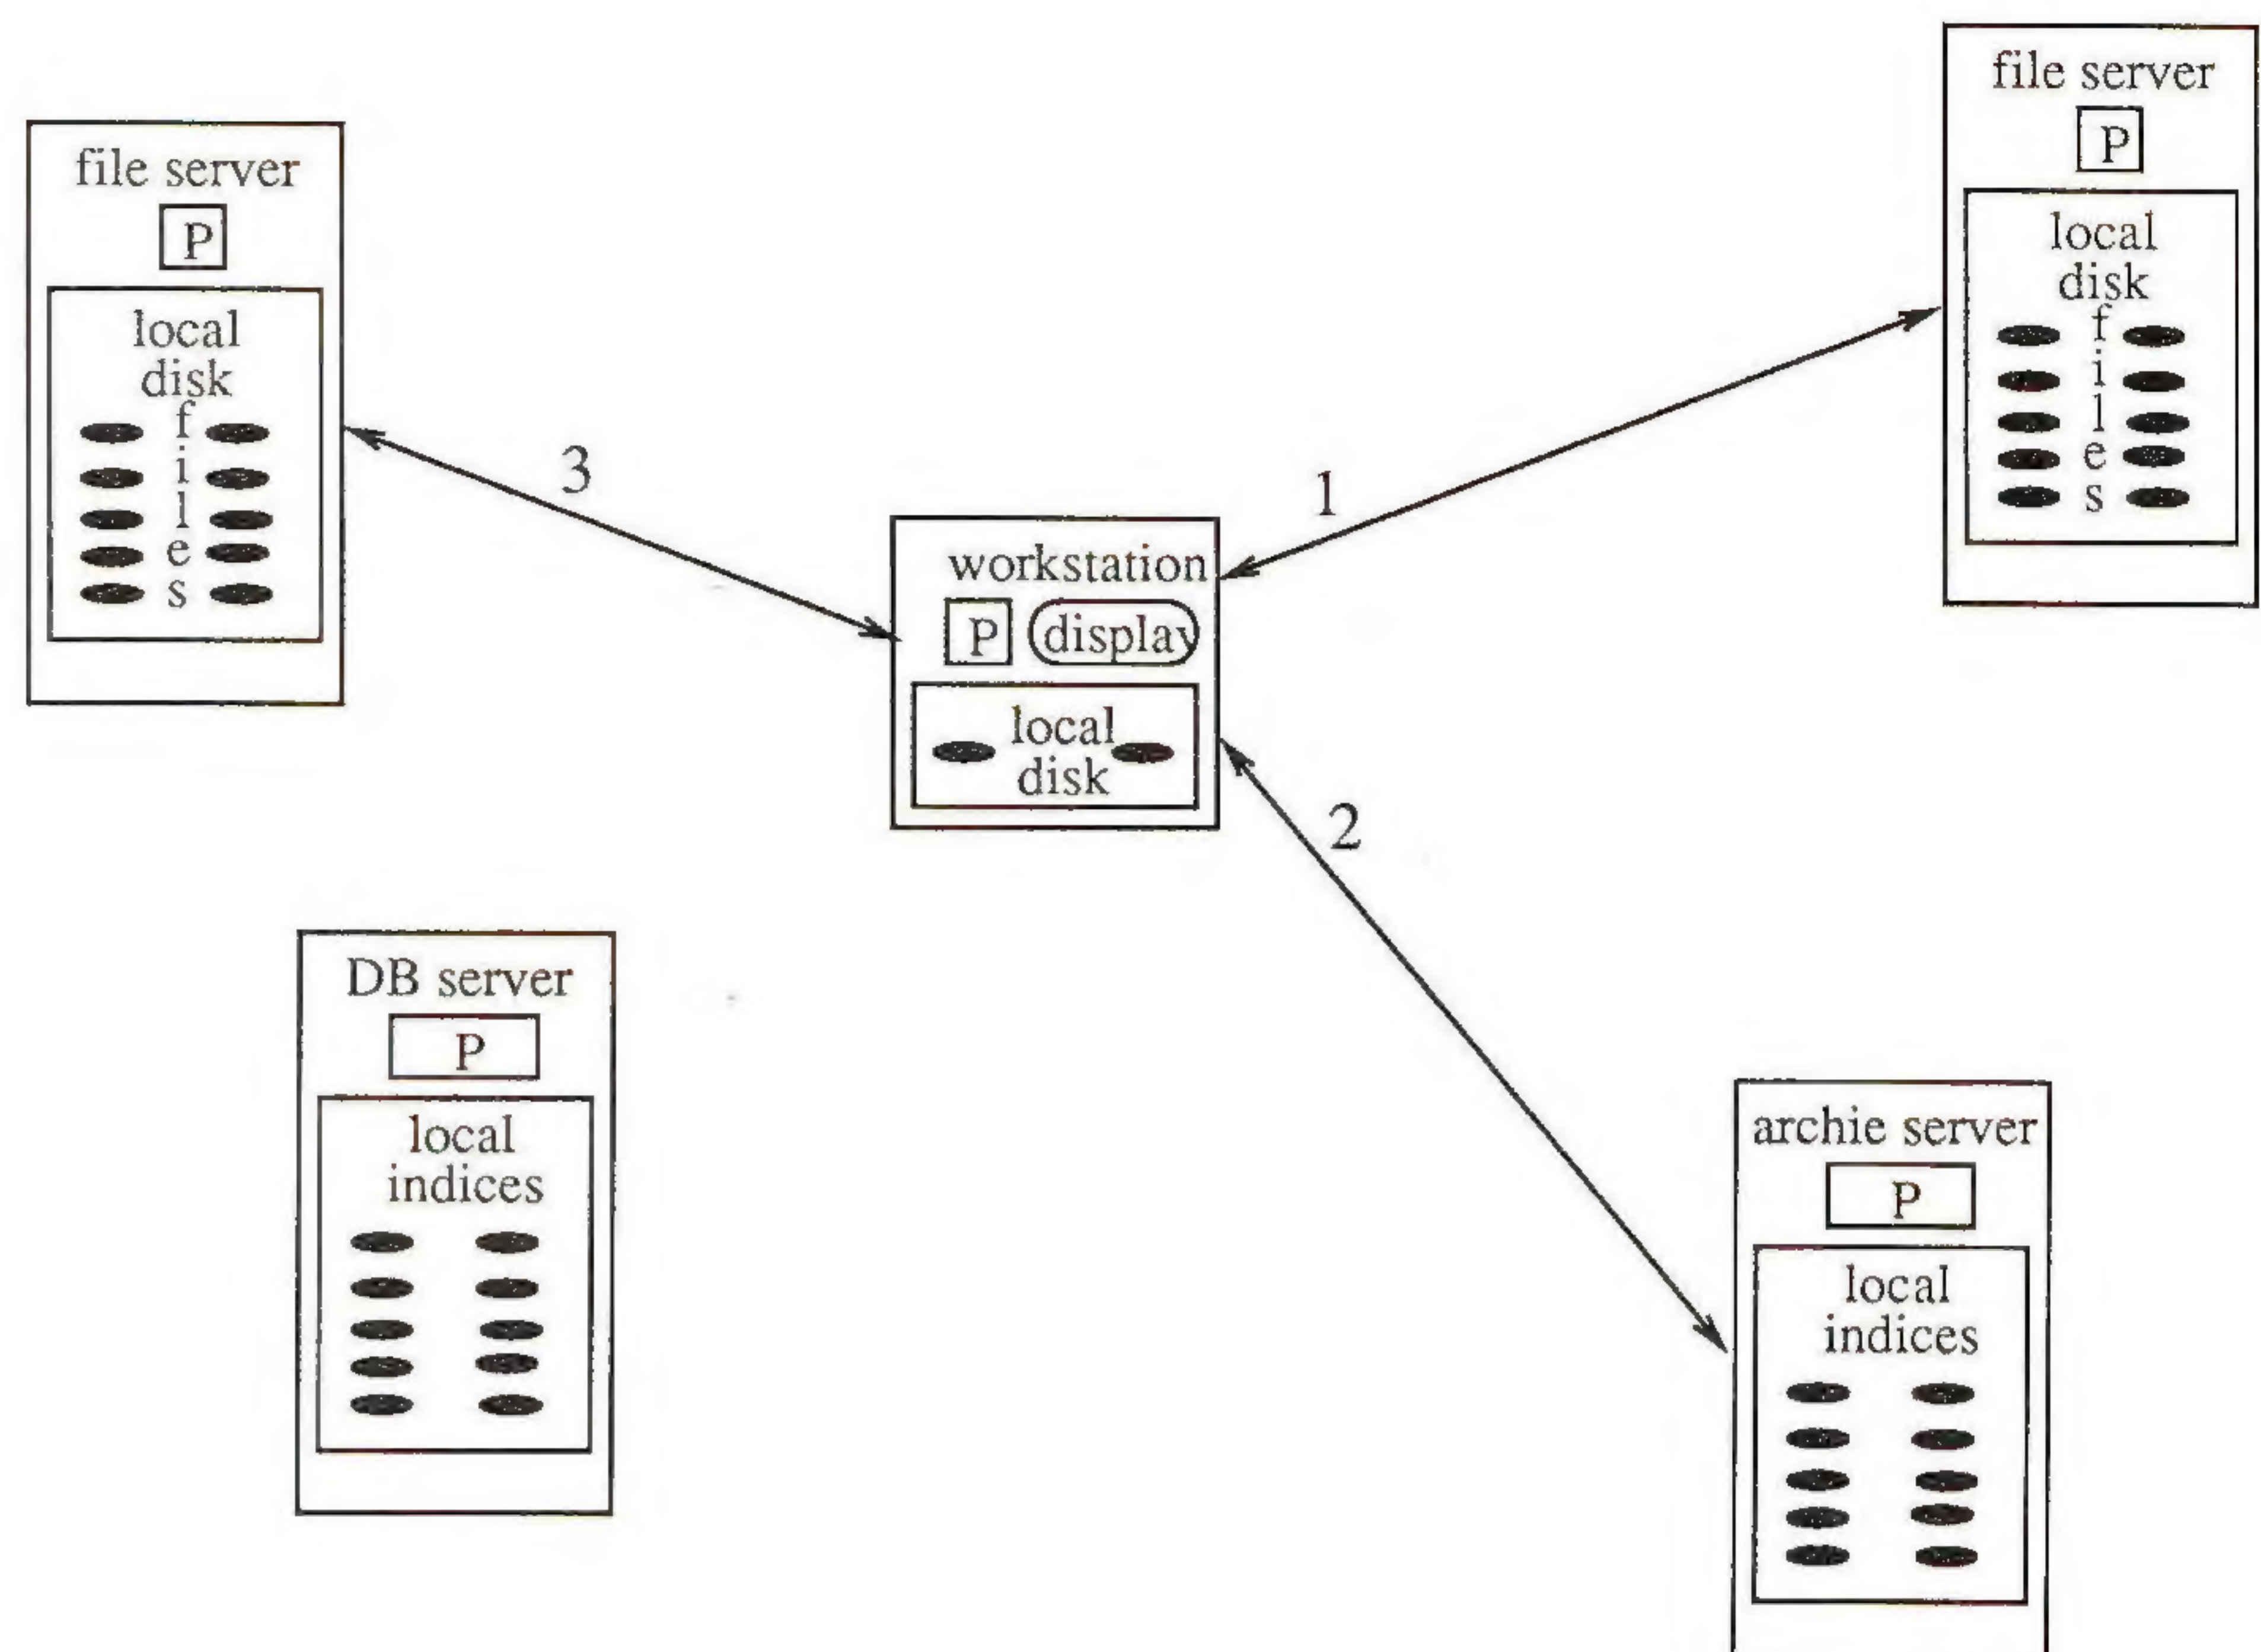 file server
P
local
disk
f
i
l
e
s
file server
P
local
disk
f
i
l
e
s
3
1
workstation
P display
local
disk
2
DB server
P
local
indices
archie server
P
local
indices